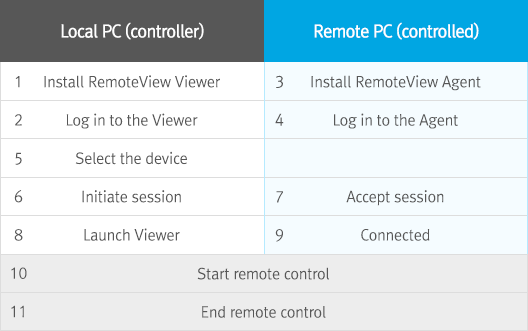 Local PC (controller) Remote PC (controlled)
1 Install RemoteView Viewer 3 Install RemoteView Agent
2 Log in to the Viewer 4 Log in to the Agent
5 Select the device
6 Initiate session 7 Accept session
8 Launch Viewer 9 Connected
10 Start remote control
11 End remote control